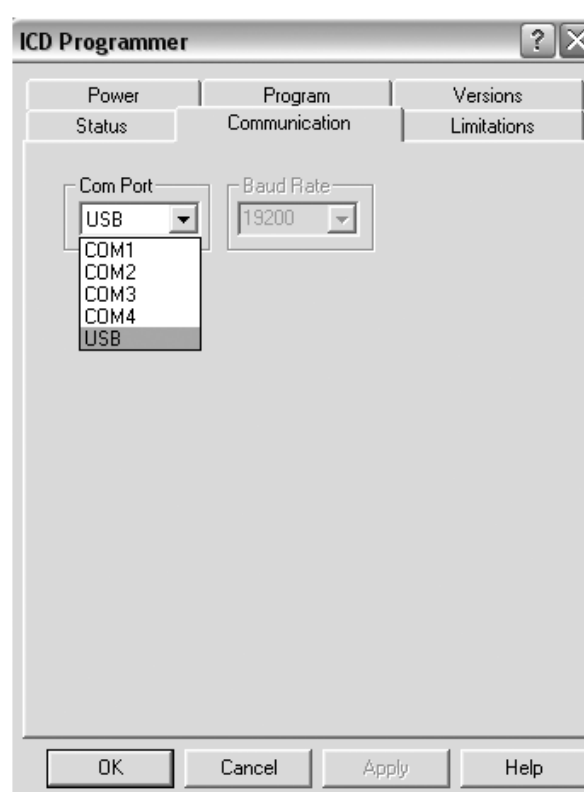 ICD Programmer
Power Program Versions
Status Communication Limitations
Com Port Baud Rate
USB 19200
COM1
COM2
COM3
COM4
USB
OK Cancel Apply Help